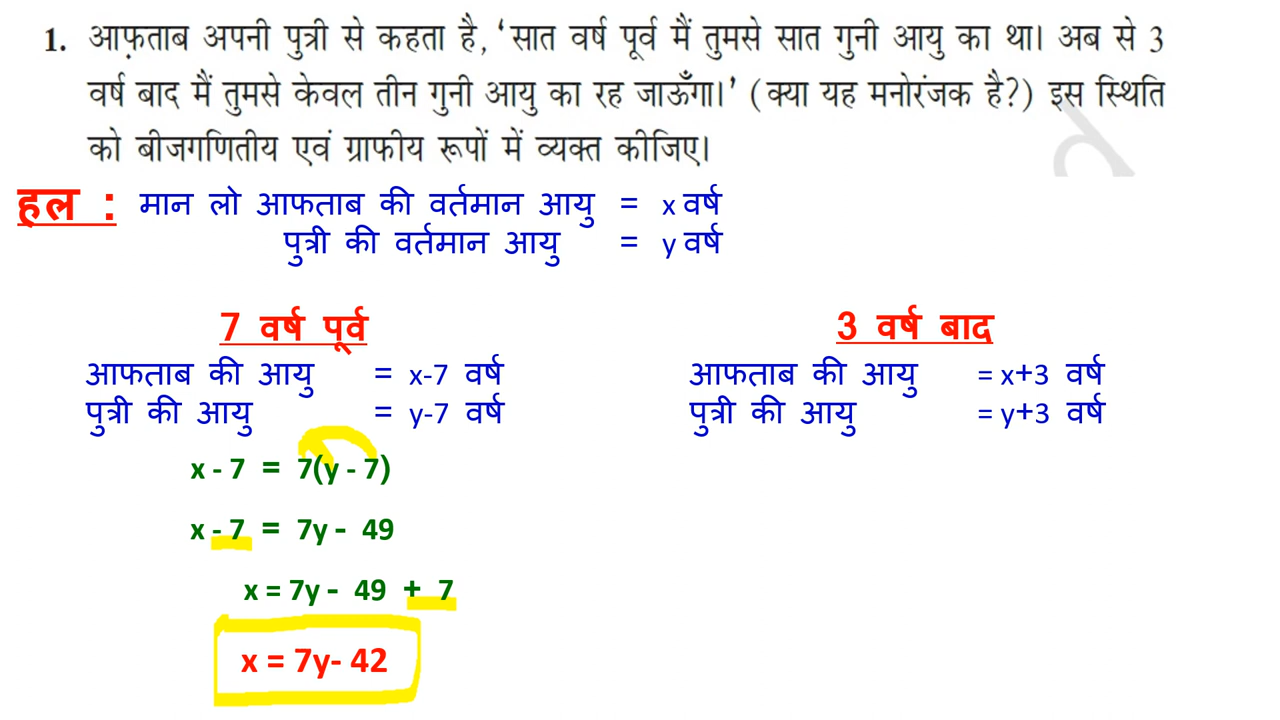 1. आफ़ताब अपनी पुत्री से कहता है, ‘सात वर्ष पूर्व मैं तुमसे सात गुनी आयु का था। अब से 3
वर्ष बाद मैं तुमसे केवल तीन गुनी आयु का रह जाऊँगा।’ (क्या यह मनोरंजक है?) इस स्थिति
को बीजगणितीय एवं ग्राफीय रूपों में व्यक्त कीजिए।
हल : मान लो आफताब की वर्तमान आयु = x वर्ष
पुत्री की वर्तमान आयु = y वर्ष
7 वर्ष पूर्व
आफताब की आयु = x-7 वर्ष
पुत्री की आयु = y-7 वर्ष
x - 7 = 7(y - 7)
x - 7 = 7y - 49
x = 7y - 49 + 7
x = 7y- 42
3 वर्ष बाद
आफताब की आयु = x+3 वर्ष
पुत्री की आयु = y+3 वर्ष